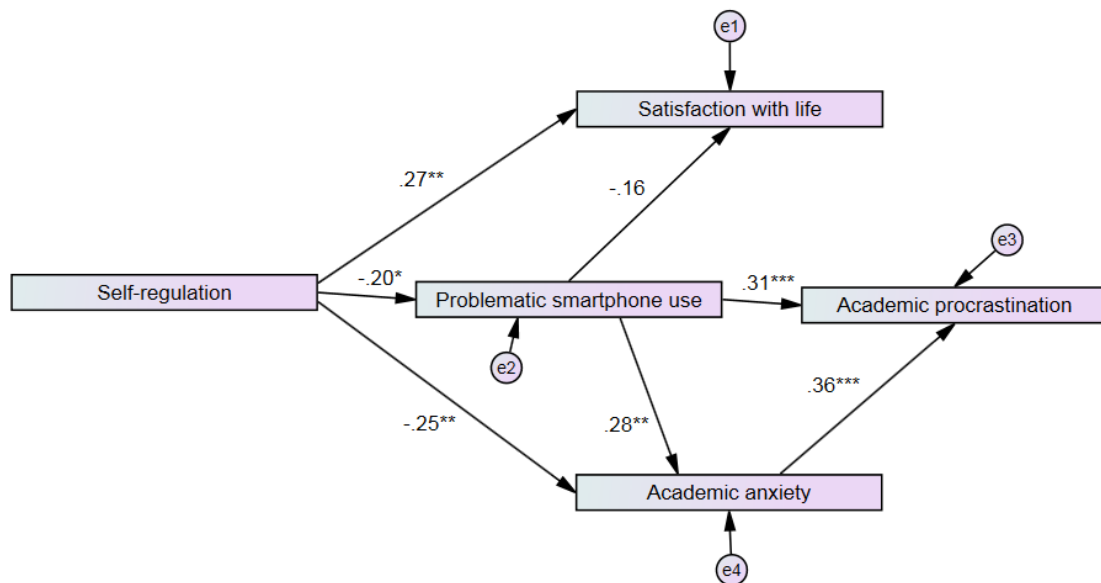 e1
Satisfaction with life
.27**
-.16
e3
Self-regulation
-.20*
Problematic smartphone use
.31***
Academic procrastination
e2
.36***
-.25**
.28**
Academic anxiety
e4